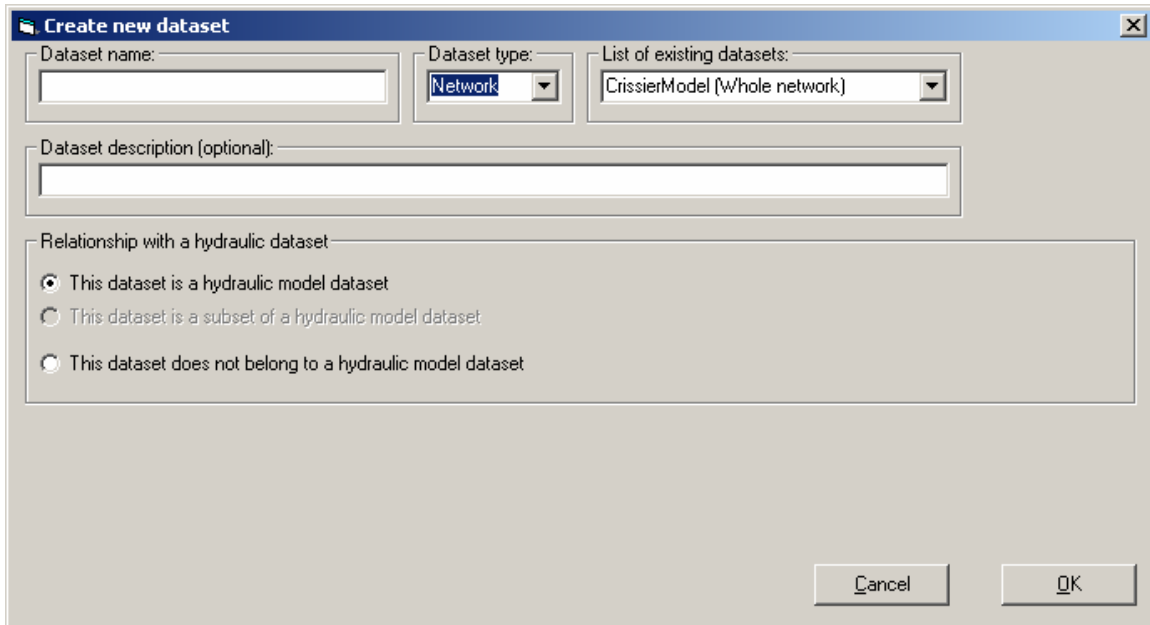 Create new dataset
Dataset name: Dataset type: List of existing datasets:
Network CrissierModel (Whole network)
Dataset description (optional):
Relationship with a hydraulic dataset
This dataset is a hydraulic model dataset
This dataset is a subset of a hydraulic model dataset
This dataset does not belong to a hydraulic model dataset
Cancel OK